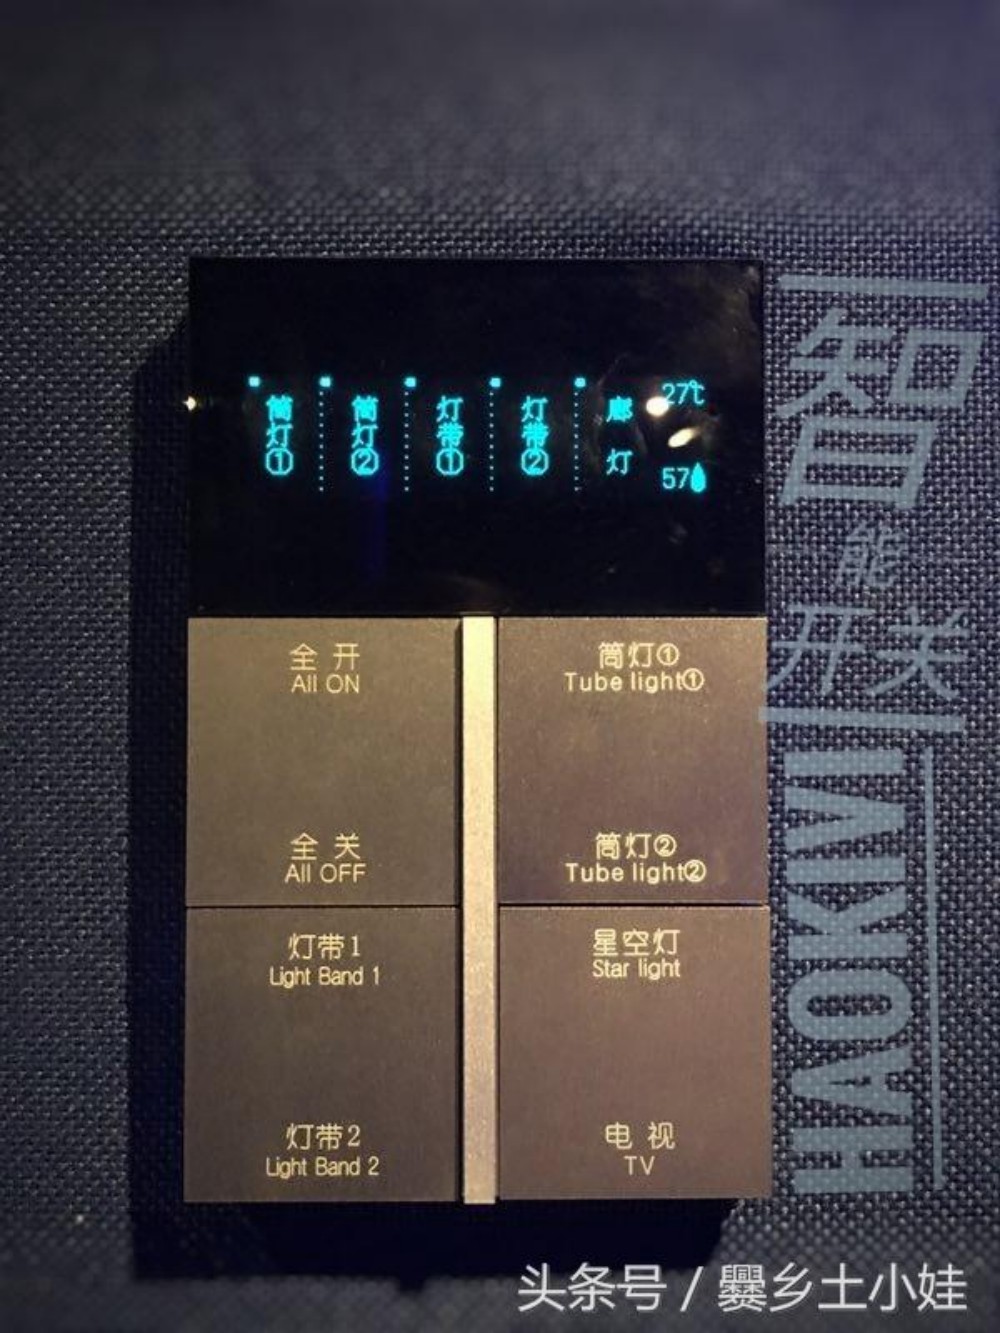 筒灯①
筒灯②
灯带①
灯带②
廊灯
27℃
57
全 开
All ON
全 关
All OFF
筒灯①
Tube light①
筒灯②
Tube light②
灯带1
Light Band 1
灯带2
Light Band 2
星空灯
Star light
电 视
TV
智能开关
HAOKIVI
头条号 / 爨乡土小娃